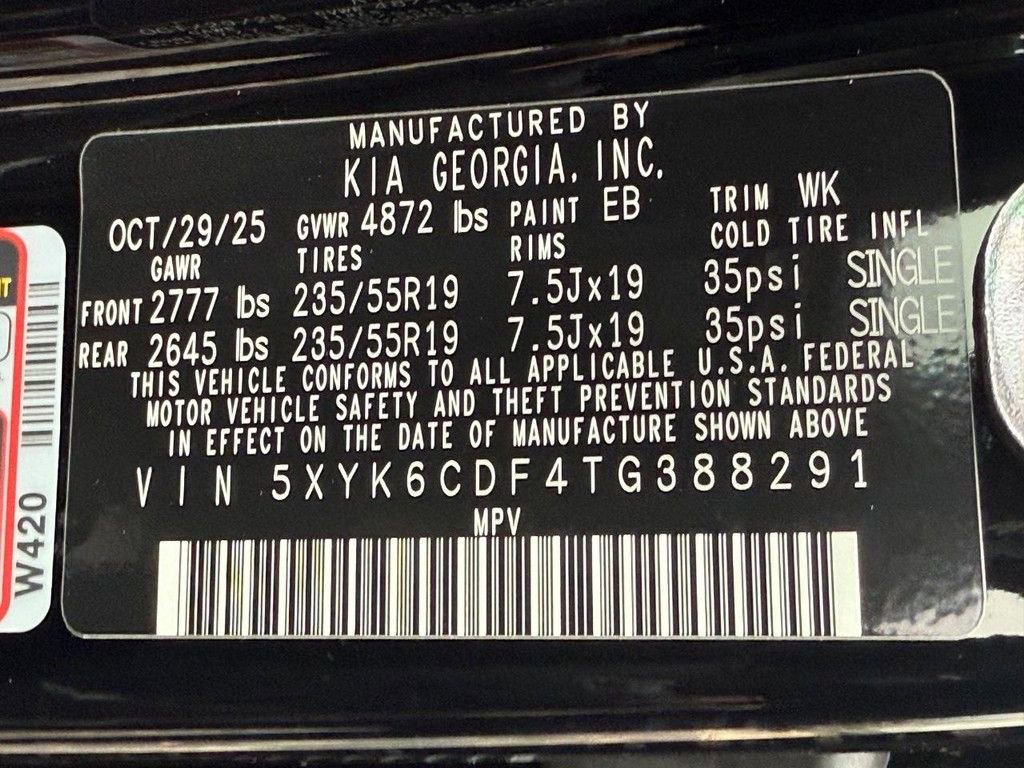 MANUFACTURED BY
KIA GEORGIA, INC.
OCT/29/25 GVWR 4872 lbs PAINT EB TRIM WK
GAWR TIRES RIMS COLD TIRE INFL
FRONT 2777 lbs 235/55R19 7.5Jx19 35psi SINGLE
REAR 2645 lbs 235/55R19 7.5Jx19 35psi SINGLE
THIS VEHICLE CONFORMS TO ALL APPLICABLE U.S.A. FEDERAL
MOTOR VEHICLE SAFETY AND THEFT PREVENTION STANDARDS
IN EFFECT ON THE DATE OF MANUFACTURE SHOWN ABOVE
VIN 5XYK6CDF4TG388291
MPV
W420